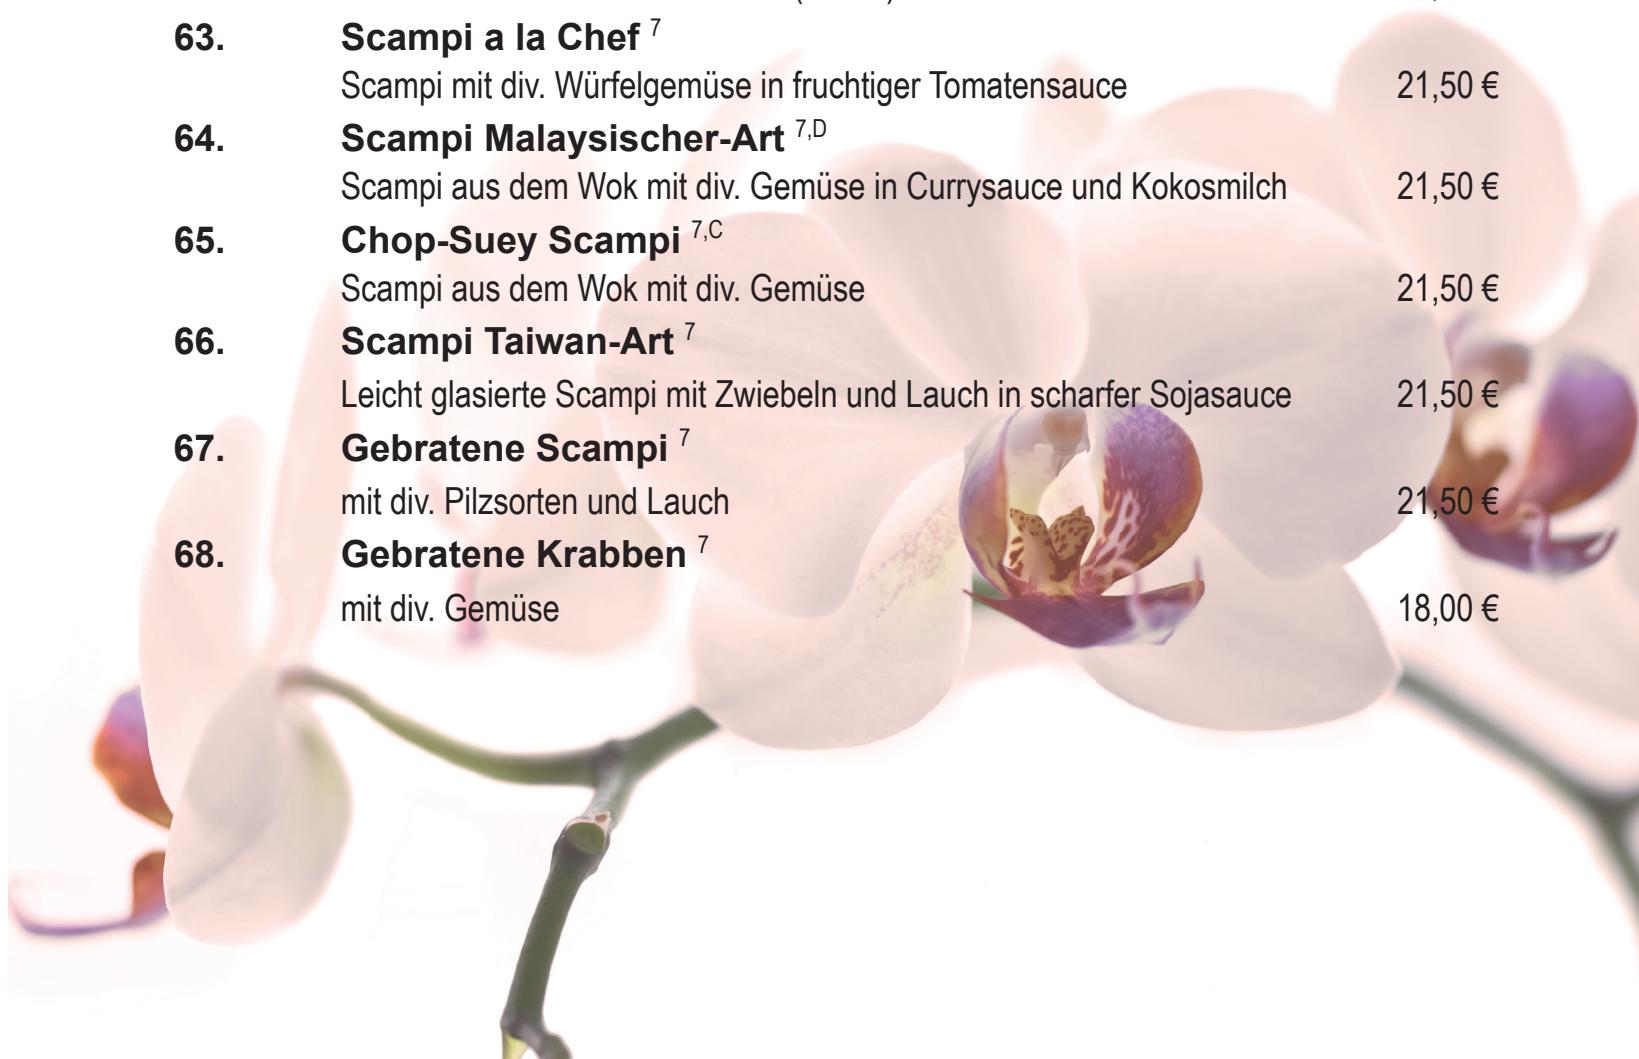 63. Scampi a la Chef 7
Scampi mit div. Würfelgemüse in fruchtiger Tomatensauce 21,50 €
64. Scampi Malaysischer-Art 7,D
Scampi aus dem Wok mit div. Gemüse in Currysauce und Kokosmilch 21,50 €
65. Chop-Suey Scampi 7,C
Scampi aus dem Wok mit div. Gemüse 21,50 €
66. Scampi Taiwan-Art 7
Leicht glasierte Scampi mit Zwiebeln und Lauch in scharfer Sojasauce 21,50 €
67. Gebratene Scampi 7
mit div. Pilzsorten und Lauch 21,50 €
68. Gebratene Krabben 7
mit div. Gemüse 18,00 €